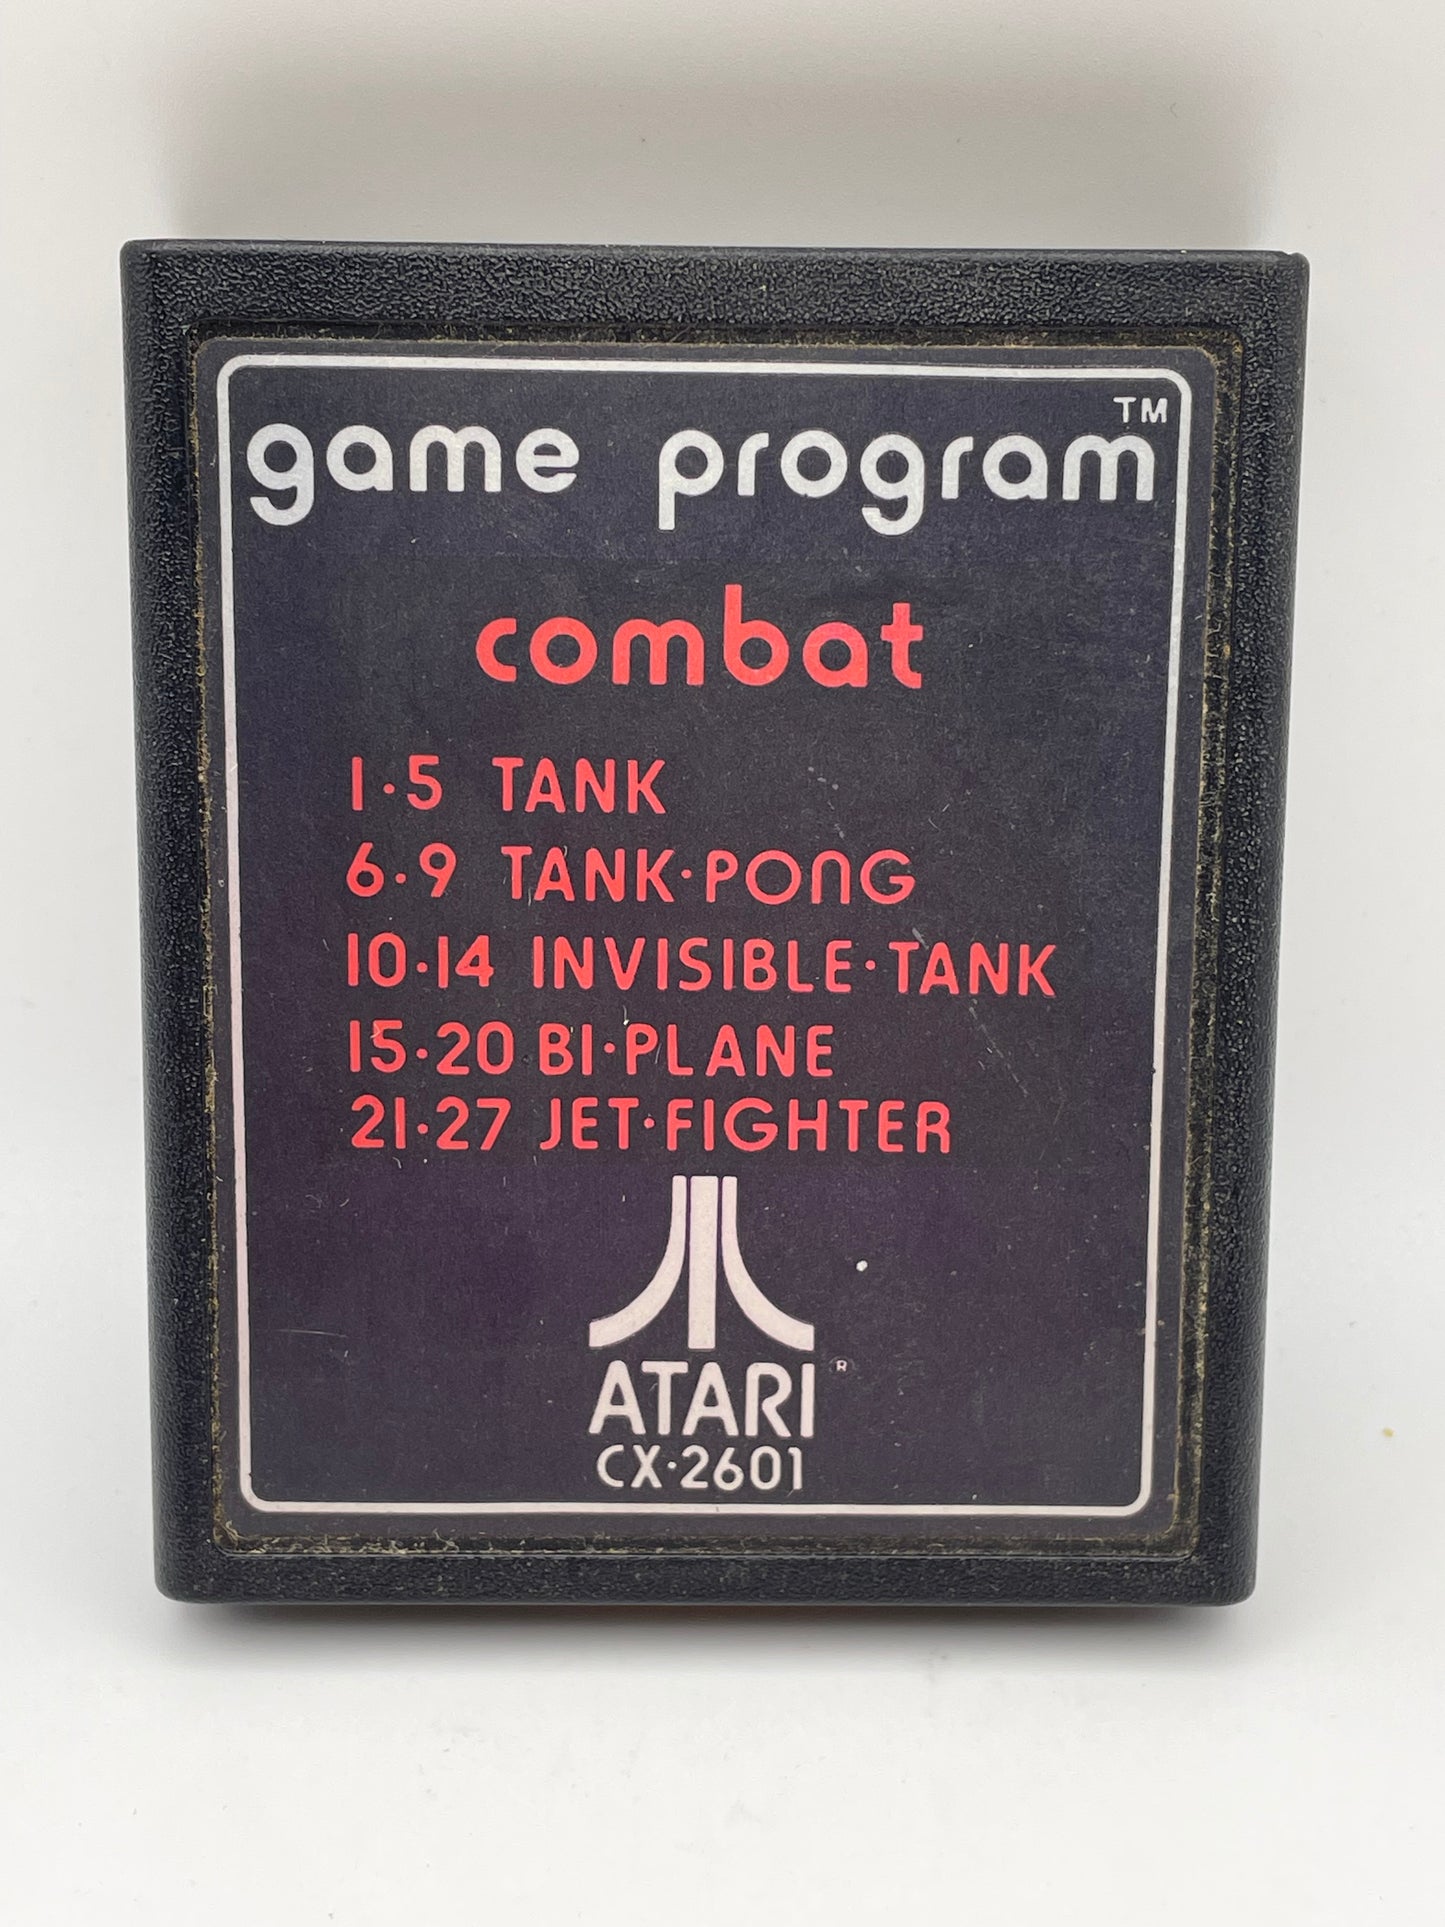 game program™
combat
1·5 TANK
6·9 TANK·PONG
10·14 INVISIBLE·TANK
15·20 BI·PLANE
21·27 JET·FIGHTER
ATARI®
CX·2601